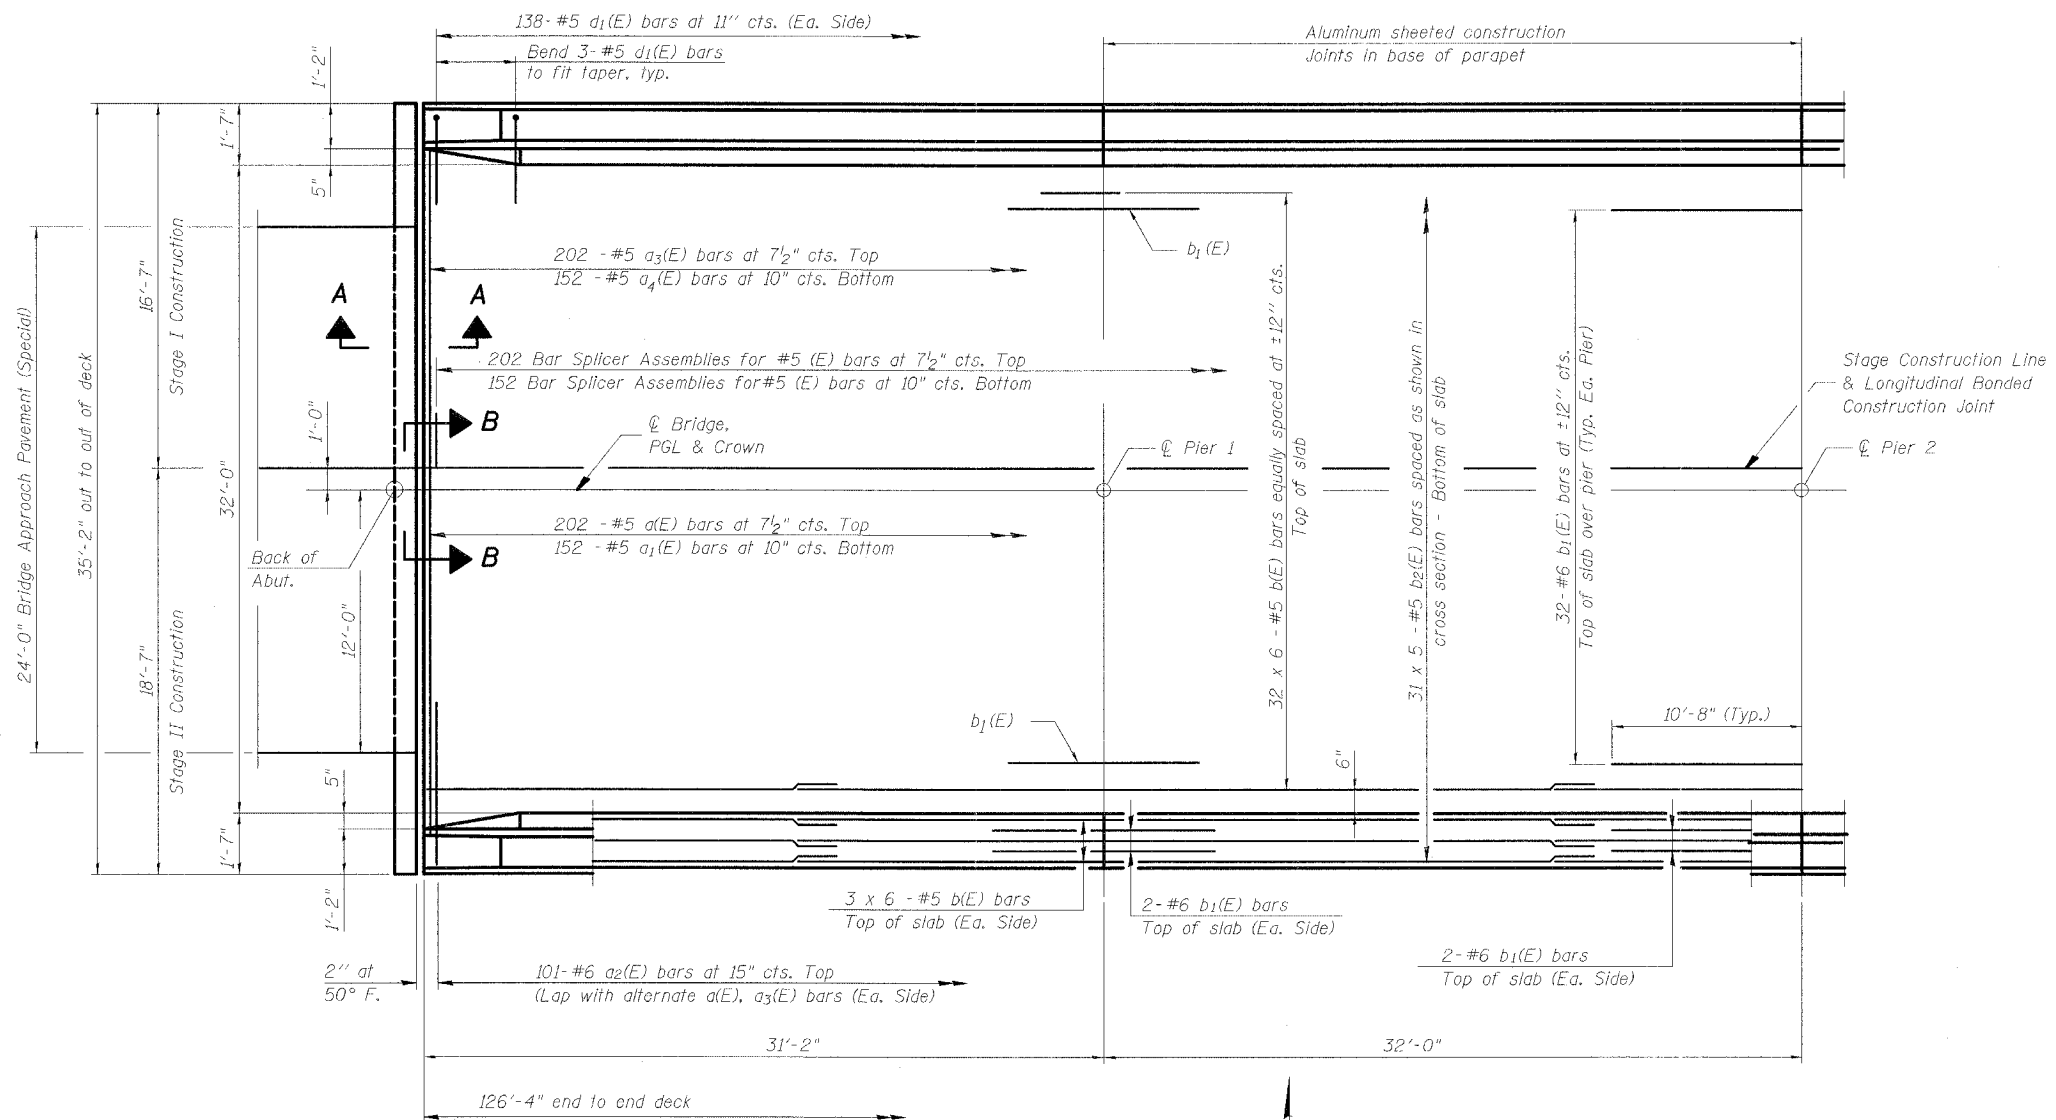 138- #5 d1(E) bars at 11'' cts. (Ea. Side)
Bend 3- #5 d1(E) bars
to fit taper, typ.
Aluminum sheeted construction
Joints in base of parapet
1'-2"
1'-7"
5"
16'-7"
Stage I Construction
24'-0" Bridge Approach Pavement (Special)
35'-2" out to out of deck
32'-0"
1'-0"
18'-7"
Stage II Construction
12'-0"
5"
1'-7"
1'-2"
202 - #5 a3(E) bars at 7 1/2" cts. Top
152 - #5 a4(E) bars at 10" cts. Bottom
A
A
202 Bar Splicer Assemblies for #5 (E) bars at 7 1/2" cts. Top
152 Bar Splicer Assemblies for #5 (E) bars at 10" cts. Bottom
B
℄ Bridge,
PGL & Crown
202 - #5 a(E) bars at 7 1/2" cts. Top
152 - #5 a1(E) bars at 10" cts. Bottom
B
Back of
Abut.
b1(E)
℄ Pier 1
32 x 6 - #5 b(E) bars equally spaced at ±12'' cts.
Top of slab
31 x 5 - #5 b2(E) bars spaced as shown in
cross section - Bottom of slab
32- #6 b1(E) bars at ±12'' cts.
Top of slab over pier (Typ. Ea. Pier)
Stage Construction Line
& Longitudinal Bonded
Construction Joint
℄ Pier 2
b1(E)
10'-8" (Typ.)
6"
3 x 6 - #5 b(E) bars
Top of slab (Ea. Side)
2- #6 b1(E) bars
Top of slab (Ea. Side)
2- #6 b1(E) bars
Top of slab (Ea. Side)
2'' at
50° F.
101- #6 a2(E) bars at 15" cts. Top
(Lap with alternate a(E), a3(E) bars (Ea. Side)
31'-2"
32'-0"
126'-4" end to end deck